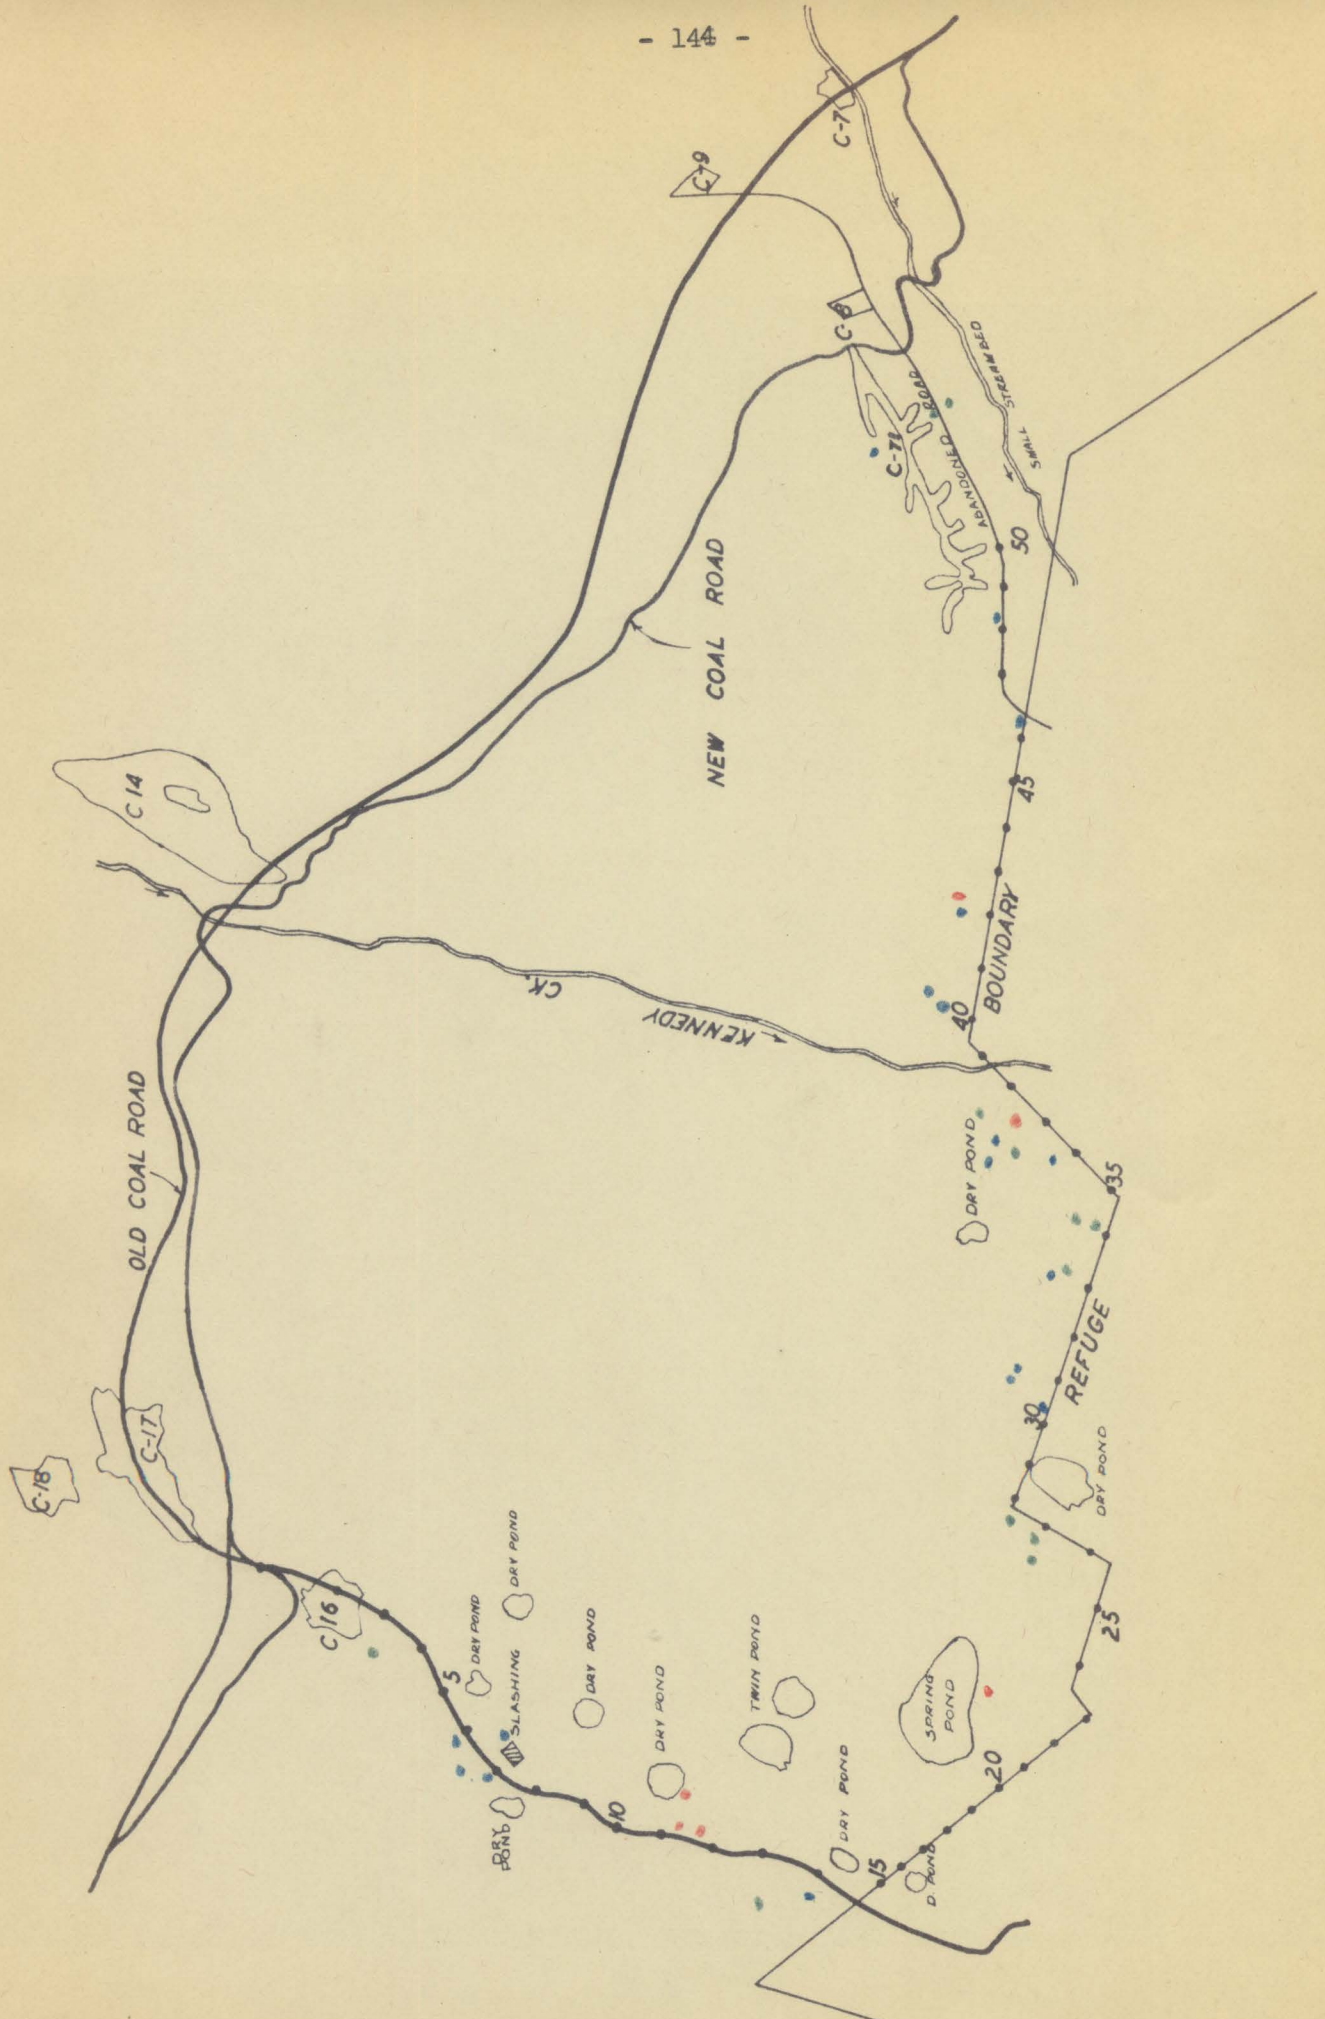 - 144 -
C-7
C-9
C-8
C-71
ABANDONED ROAD
SMALL STREAMBED
50
NEW COAL ROAD
C 14
45
BOUNDARY
40
KENNEDY CK.
OLD COAL ROAD
DRY POND
35
REFUGE
30
DRY POND
C-17
C-18
C 16
25
5
DRY POND
SLASHING
DRY POND
DRY POND
DRY POND
10
DRY POND
TWIN POND
SPRING
POND
20
DRY POND
15
D. POND